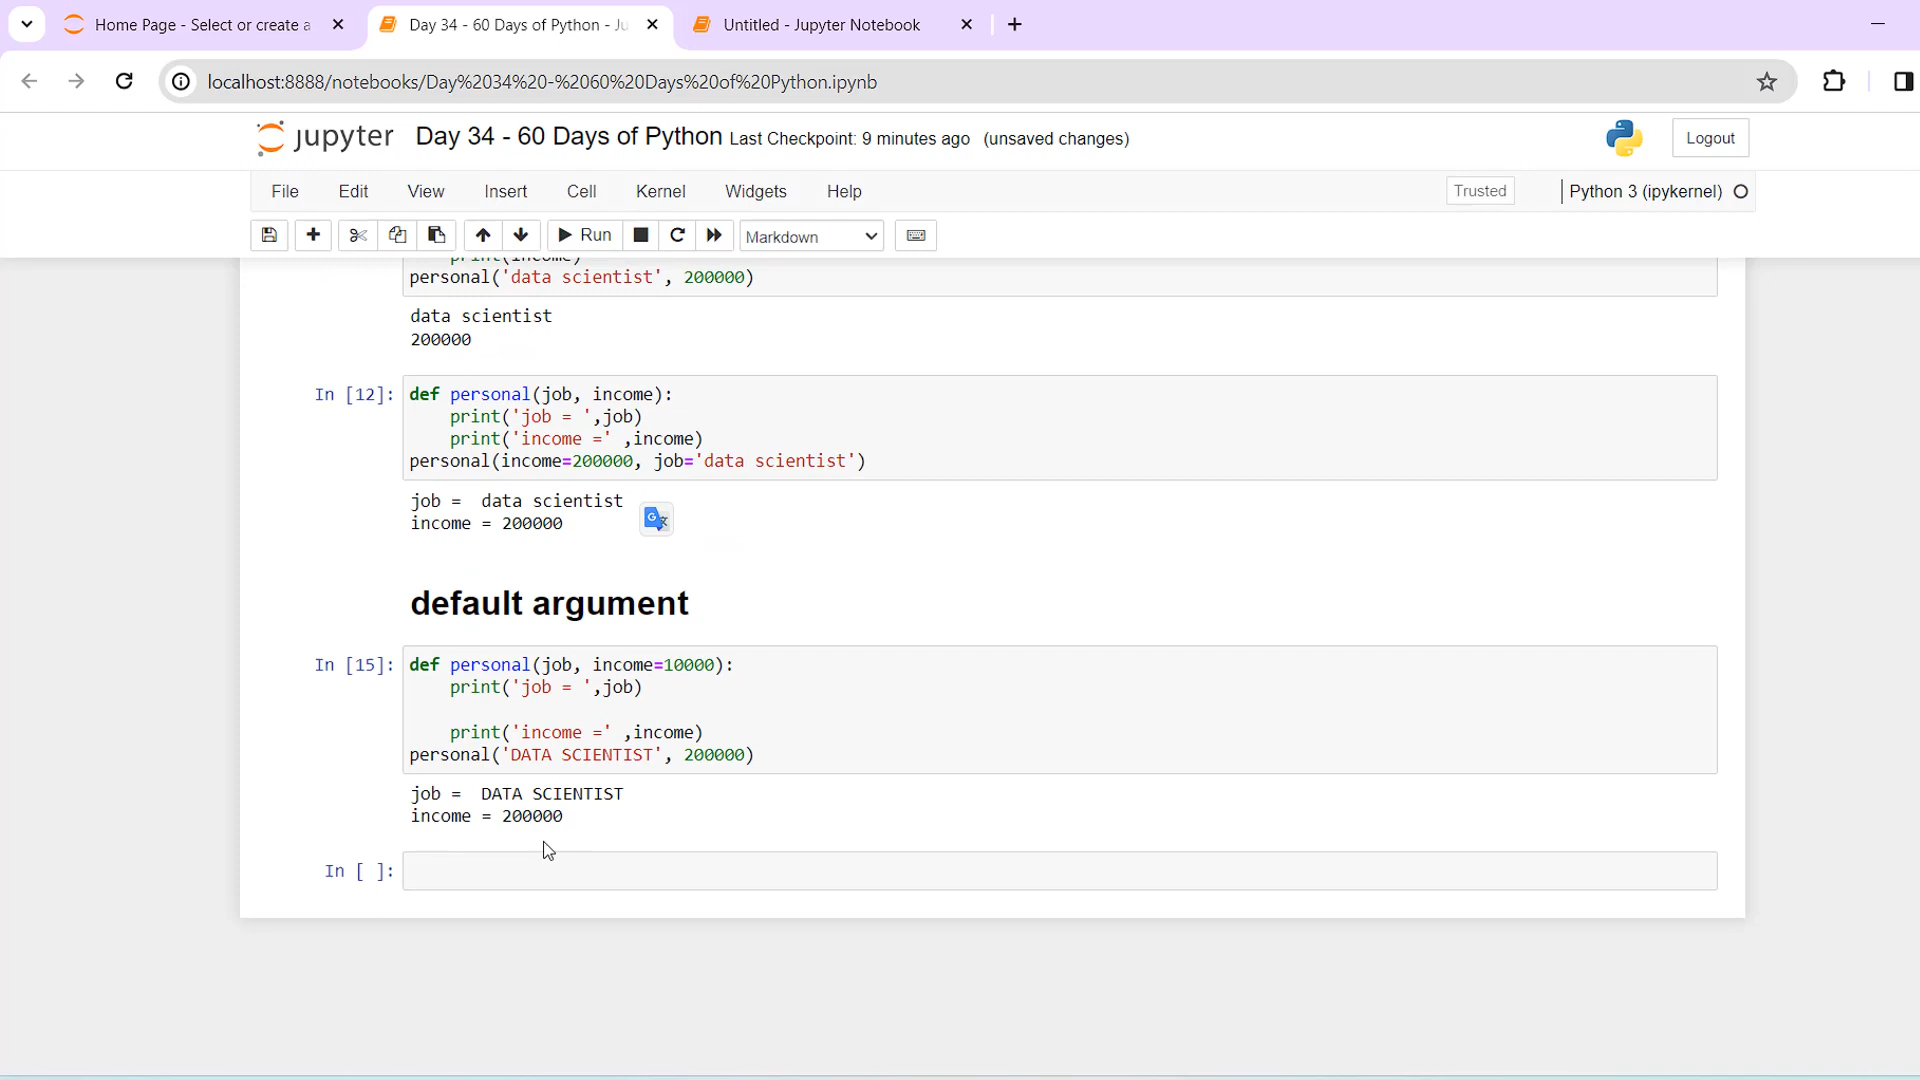 Home Page - Select or create a
Day 34 - 60 Days of Python - Ju
Untitled - Jupyter Notebook
localhost:8888/notebooks/Day%2034%20-%2060%20Days%20of%20Python.ipynb
jupyter Day 34 - 60 Days of Python Last Checkpoint: 9 minutes ago (unsaved changes)
Logout
File Edit View Insert Cell Kernel Widgets Help
Trusted
Python 3 (ipykernel)
Run
Markdown
print(income)
personal('data scientist', 200000)
data scientist
200000
In [12]: def personal(job, income):
print('job = ',job)
print('income =' ,income)
personal(income=200000, job='data scientist')
job =  data scientist
income = 200000
default argument
In [15]: def personal(job, income=10000):
print('job = ',job)
print('income =' ,income)
personal('DATA SCIENTIST', 200000)
job =  DATA SCIENTIST
income = 200000
In [ ]: